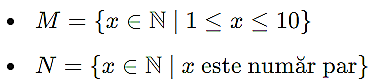 • M = {x ∈ ℕ | 1 ≤ x ≤ 10}
• N = {x ∈ ℕ | x este număr par}